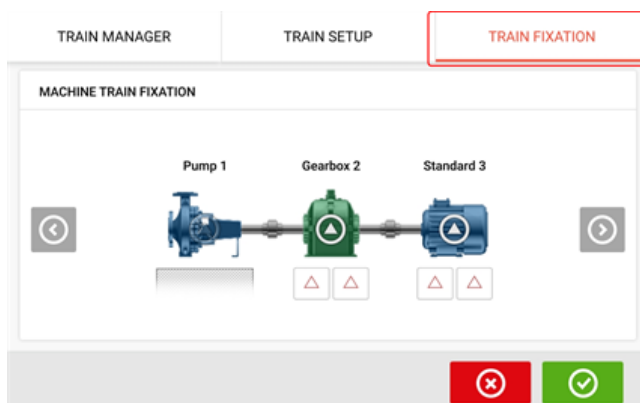 TRAIN MANAGER TRAIN SETUP TRAIN FIXATION
MACHINE TRAIN FIXATION
Pump 1 Gearbox 2 Standard 3